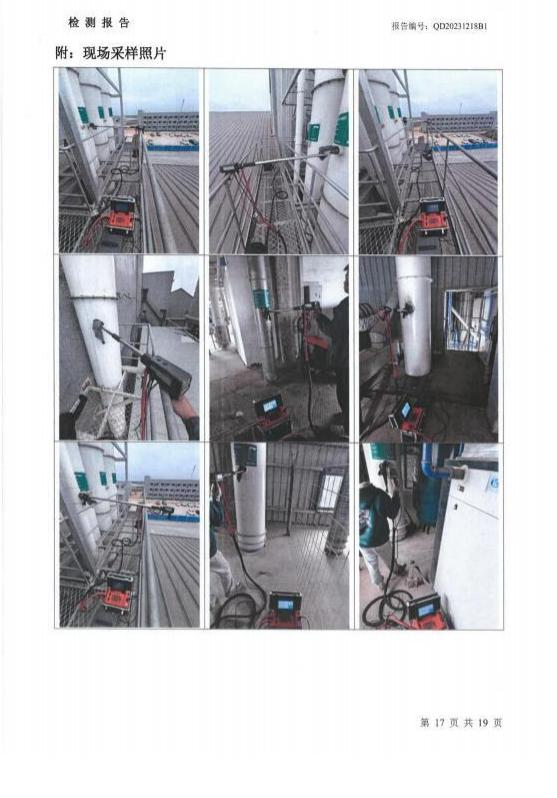 检 测 报 告
报告编号：QD20231218B1
附：现场采样照片
第 17 页 共 19 页